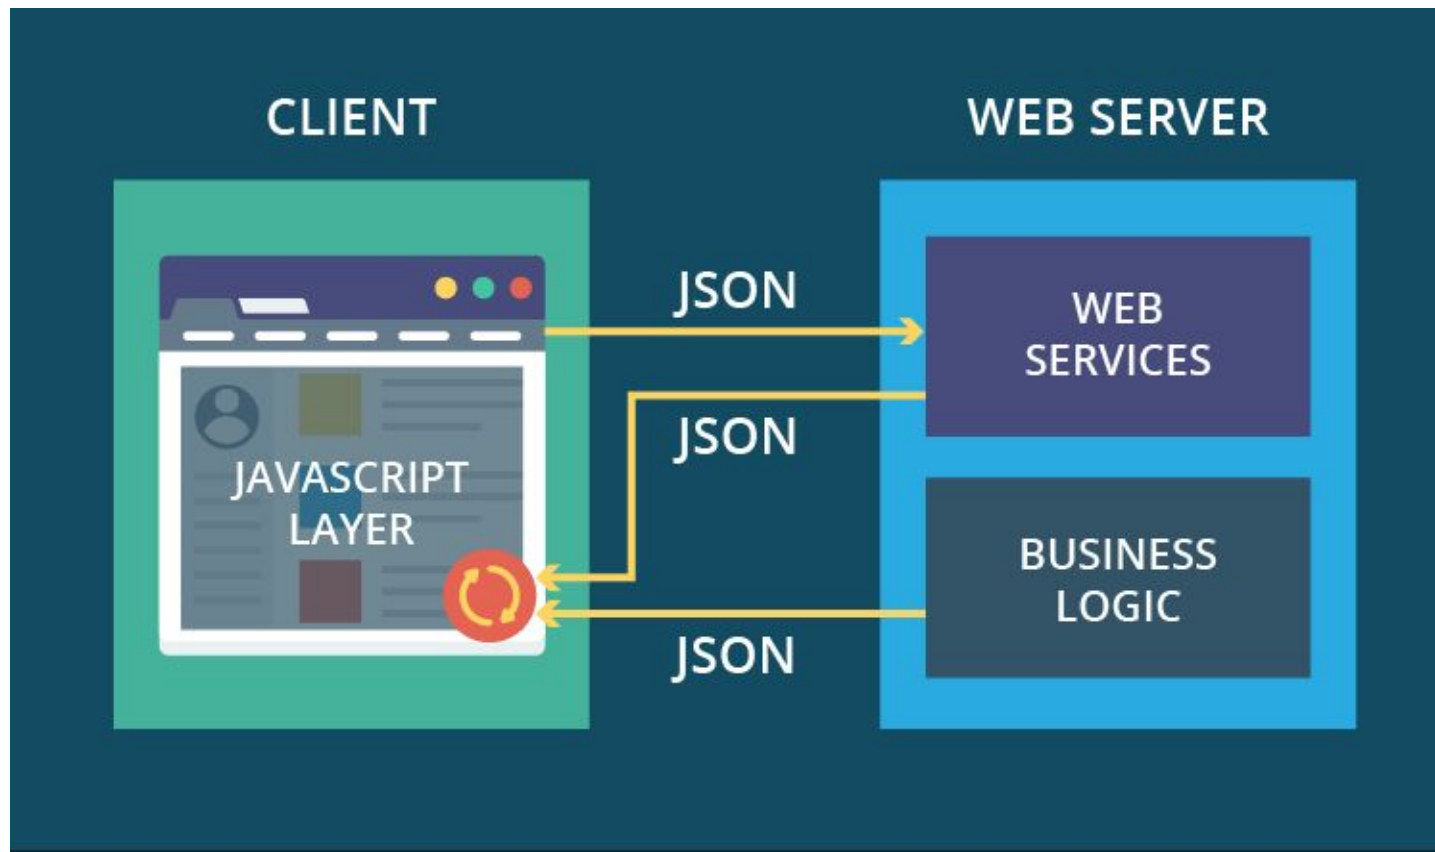 CLIENT
WEB SERVER
JSON
WEB
SERVICES
JSON
JAVASCRIPT
LAYER
BUSINESS
LOGIC
JSON